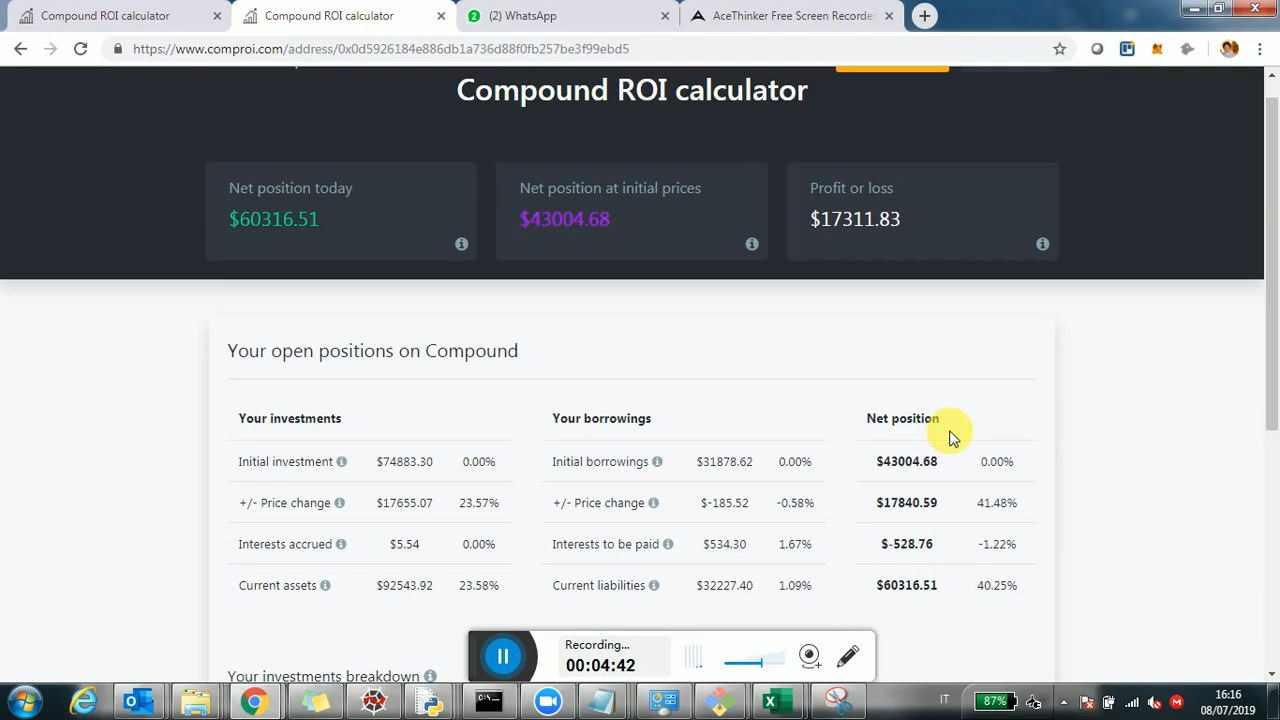 Compound ROI calculator
Compound ROI calculator
(2) WhatsApp
AceThinker Free Screen Recorder
https://www.comproi.com/address/0x0d5926184e886db1a736d88f0fb257be3f99ebd5
Compound ROI calculator
Net position today
$60316.51
Net position at initial prices
$43004.68
Profit or loss
$17311.83
Your open positions on Compound
Your investments Your borrowings Net position
Initial investment $74883.30 0.00% Initial borrowings $31878.62 0.00% $43004.68 0.00%
+/- Price change $17655.07 23.57% +/- Price change $-185.52 -0.58% $17840.59 41.48%
Interests accrued $5.54 0.00% Interests to be paid $534.30 1.67% $-528.76 -1.22%
Current assets $92543.92 23.58% Current liabilities $32227.40 1.09% $60316.51 40.25%
Recording...
00:04:42
Your investments breakdown
IT
87%
16:16
08/07/2019